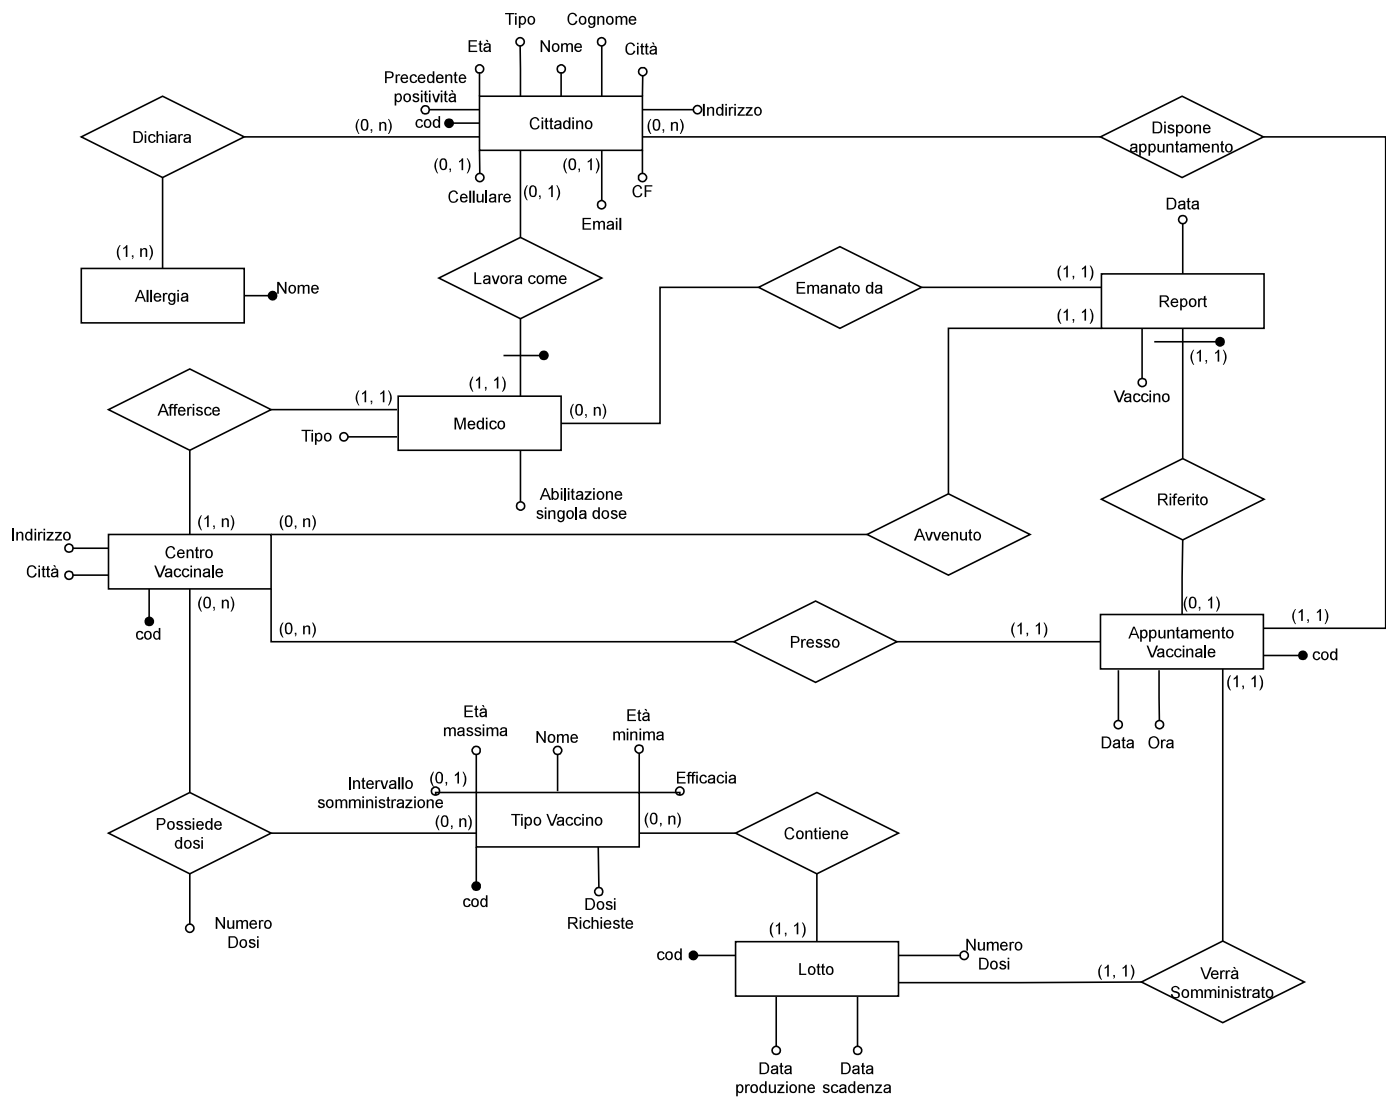 Tipo
Cognome
Età
Nome
Città
Precedente
positività
Indirizzo
cod
Cittadino
(0, n)
(0, n)
Dichiara
Dispone
appuntamento
(0, 1)
(0, 1)
(0, 1)
Cellulare
CF
Email
Data
(1, n)
Allergia
Nome
Lavora come
Emanato da
(1, 1)
Report
(1, 1)
(1, 1)
Vaccino
Afferisce
(1, 1)
(1, 1)
Medico
(0, n)
Tipo
Abilitazione
singola dose
Riferito
(1, n)
(0, n)
Avvenuto
Indirizzo
Città
Centro
Vaccinale
cod
(0, n)
(0, n)
Presso
(1, 1)
(0, 1)
Appuntamento
Vaccinale
(1, 1)
cod
(1, 1)
Data
Ora
Età
massima
Nome
Età
minima
Intervallo
somministrazione
(0, 1)
Efficacia
Possiede
dosi
(0, n)
Tipo Vaccino
(0, n)
Contiene
cod
Dosi
Richieste
Numero
Dosi
(1, 1)
cod
Lotto
Numero
Dosi
(1, 1)
Verrà
Somministrato
Data
produzione
Data
scadenza